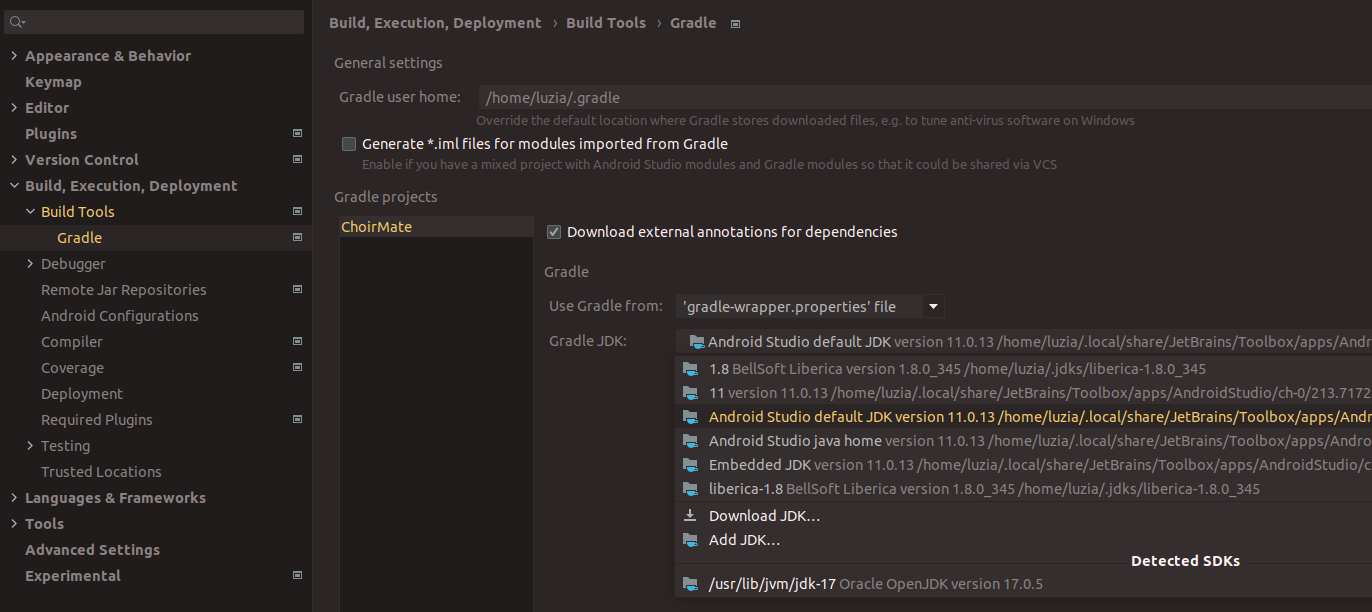 Appearance & Behavior
Keymap
Editor
Plugins
Version Control
Build, Execution, Deployment
Build Tools
Gradle
Debugger
Remote Jar Repositories
Android Configurations
Compiler
Coverage
Deployment
Required Plugins
Testing
Trusted Locations
Languages & Frameworks
Tools
Advanced Settings
Experimental
Build, Execution, Deployment › Build Tools › Gradle
General settings
Gradle user home: /home/luzia/.gradle
Override the default location where Gradle stores downloaded files, e.g. to tune anti-virus software on Windows
Generate *.iml files for modules imported from Gradle
Enable if you have a mixed project with Android Studio modules and Gradle modules so that it could be shared via VCS
Gradle projects
ChoirMate
Download external annotations for dependencies
Gradle
Use Gradle from: 'gradle-wrapper.properties' file
Gradle JDK: Android Studio default JDK version 11.0.13 /home/luzia/.local/share/JetBrains/Toolbox/apps/Andr
1.8 BellSoft Liberica version 1.8.0_345 /home/luzia/.jdks/liberica-1.8.0_345
11 version 11.0.13 /home/luzia/.local/share/JetBrains/Toolbox/apps/AndroidStudio/ch-0/213.7172
Android Studio default JDK version 11.0.13 /home/luzia/.local/share/JetBrains/Toolbox/apps/Andr
Android Studio java home version 11.0.13 /home/luzia/.local/share/JetBrains/Toolbox/apps/Andro
Embedded JDK version 11.0.13 /home/luzia/.local/share/JetBrains/Toolbox/apps/AndroidStudio/c
liberica-1.8 BellSoft Liberica version 1.8.0_345 /home/luzia/.jdks/liberica-1.8.0_345
Download JDK...
Add JDK...
Detected SDKs
/usr/lib/jvm/jdk-17 Oracle OpenJDK version 17.0.5